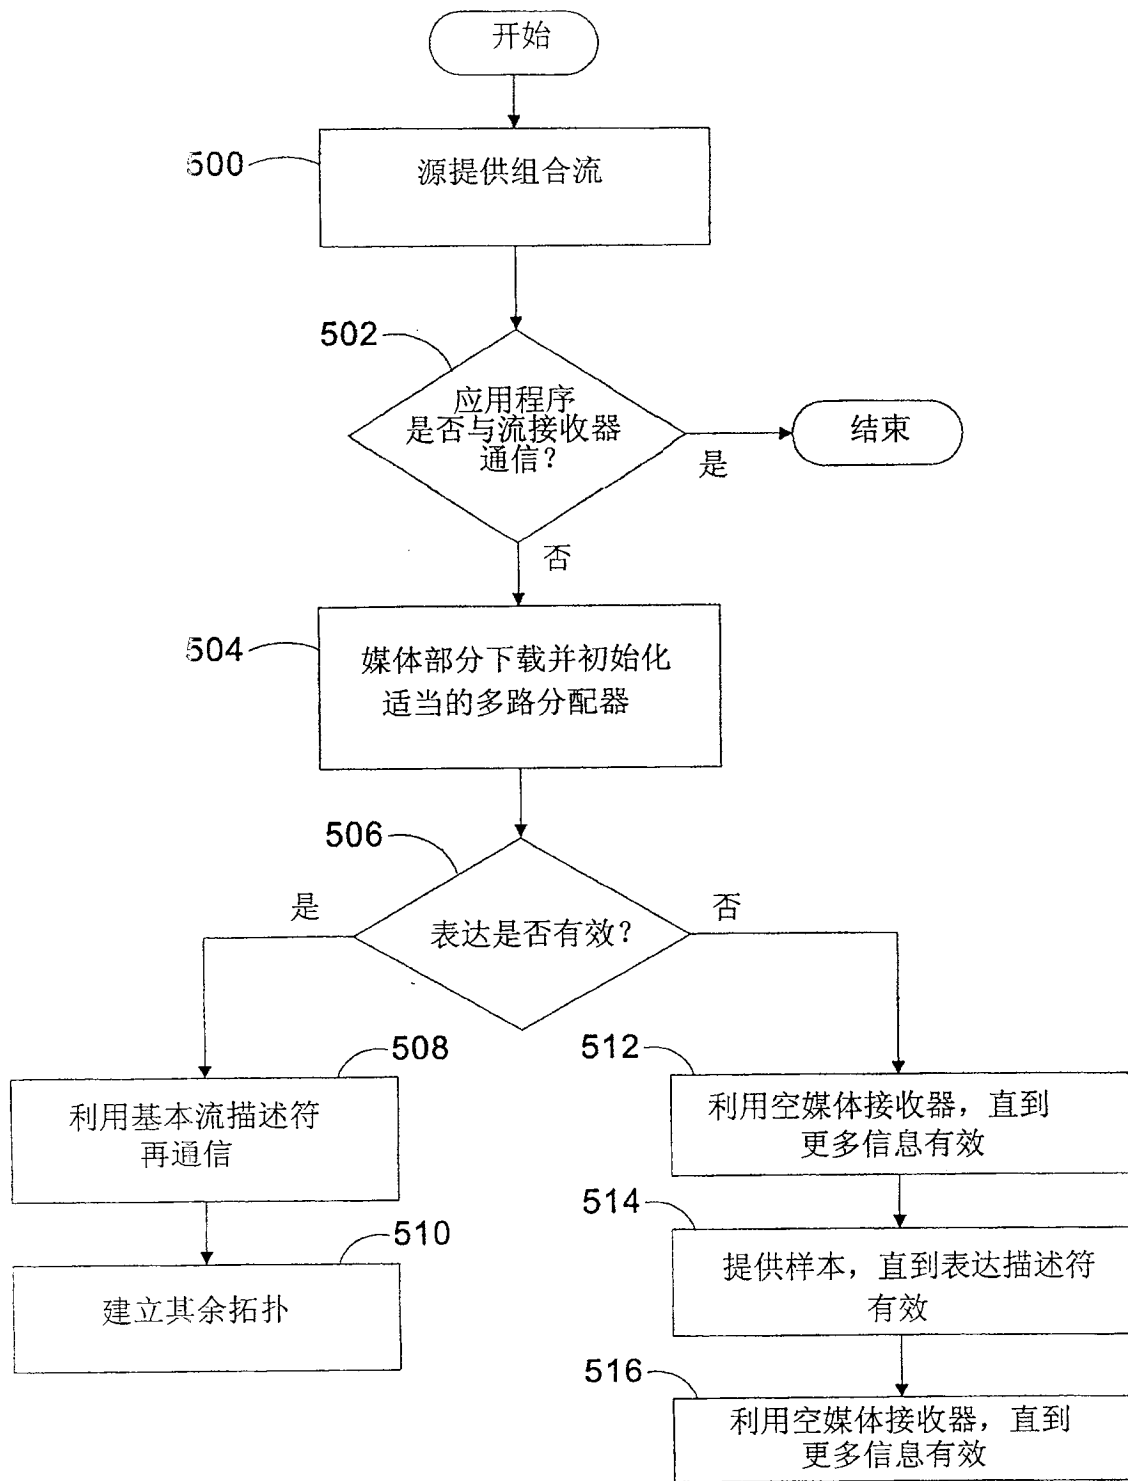 开始
500
源提供组合流
502
应用程序
是否与流接收器
通信？
是
结束
否
504
媒体部分下载并初始化
适当的多路分配器
506
是
表达是否有效？
否
508
利用基本流描述符
再通信
510
建立其余拓扑
512
利用空媒体接收器，直到
更多信息有效
514
提供样本，直到表达描述符
有效
516
利用空媒体接收器，直到
更多信息有效